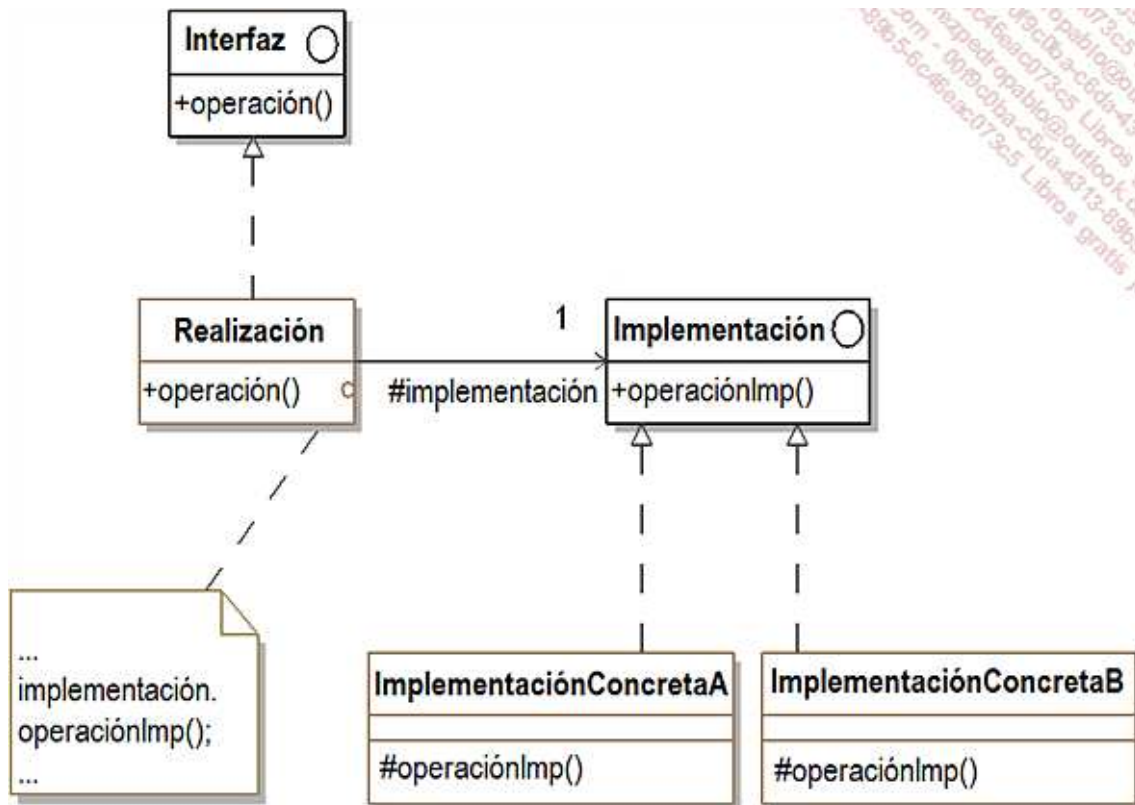 Interfaz
+operación()
Realización
+operación()
1
#implementación
Implementación
+operaciónImp()
...
implementación.
operaciónImp();
...
ImplementaciónConcretaA
#operaciónImp()
ImplementaciónConcretaB
#operaciónImp()